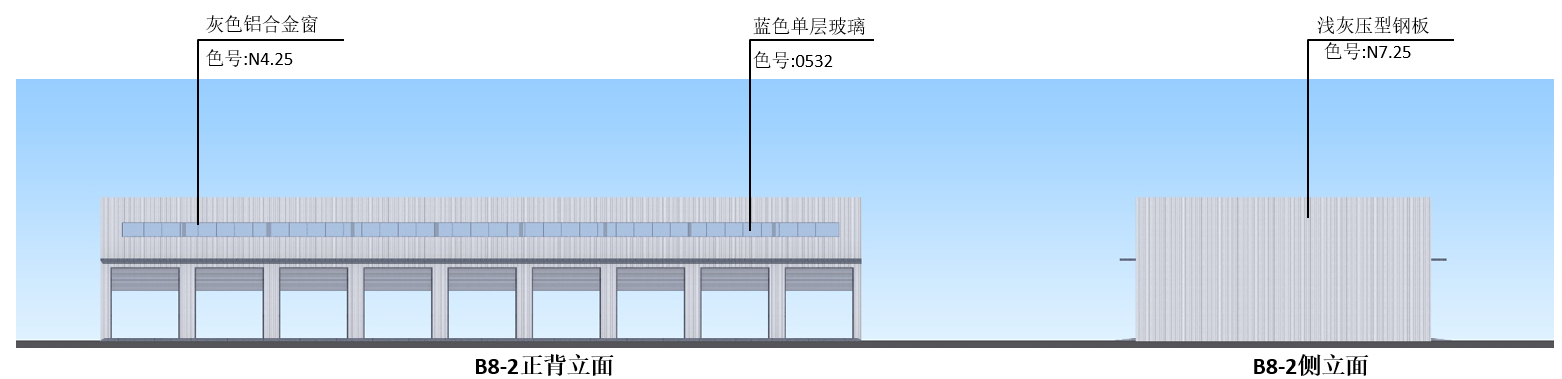 灰色铝合金窗
色号:N4.25
蓝色单层玻璃
色号:0532
浅灰压型钢板
色号:N7.25
B8-2正背立面
B8-2侧立面